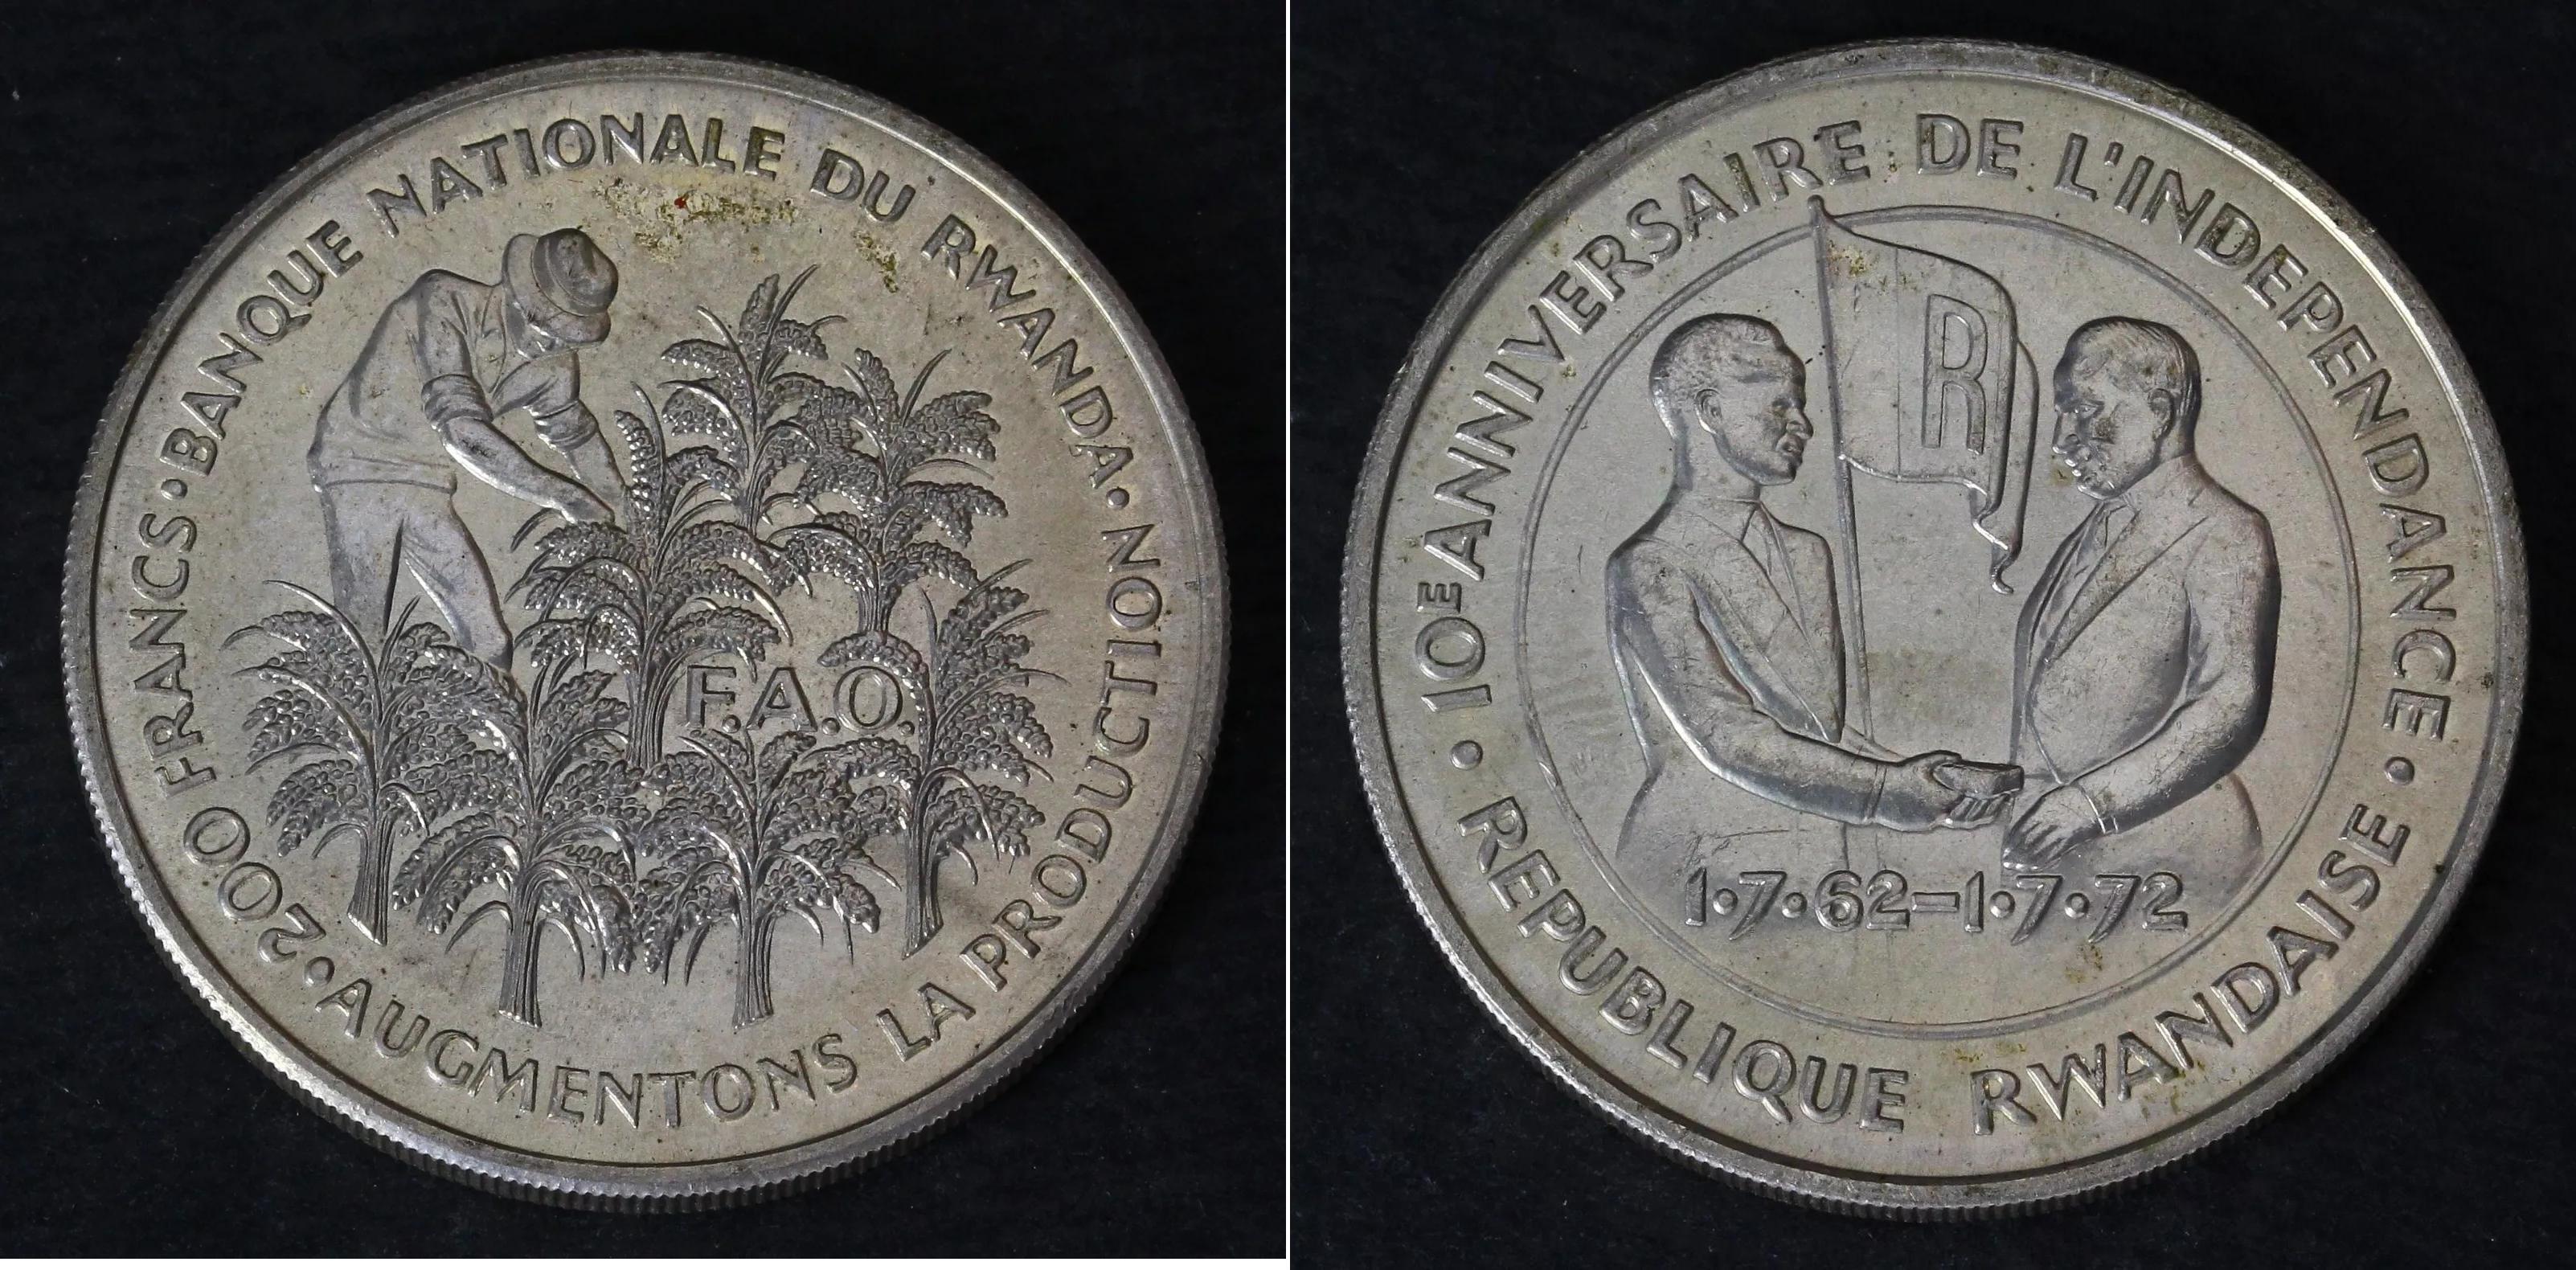 200 FRANCS • BANQUE NATIONALE DU RWANDA • AUGMENTONS LA PRODUCTION
F.A.O.
10E ANNIVERSAIRE DE L'INDEPENDANCE • REPUBLIQUE RWANDAISE •
R
1•7•62-1•7•72